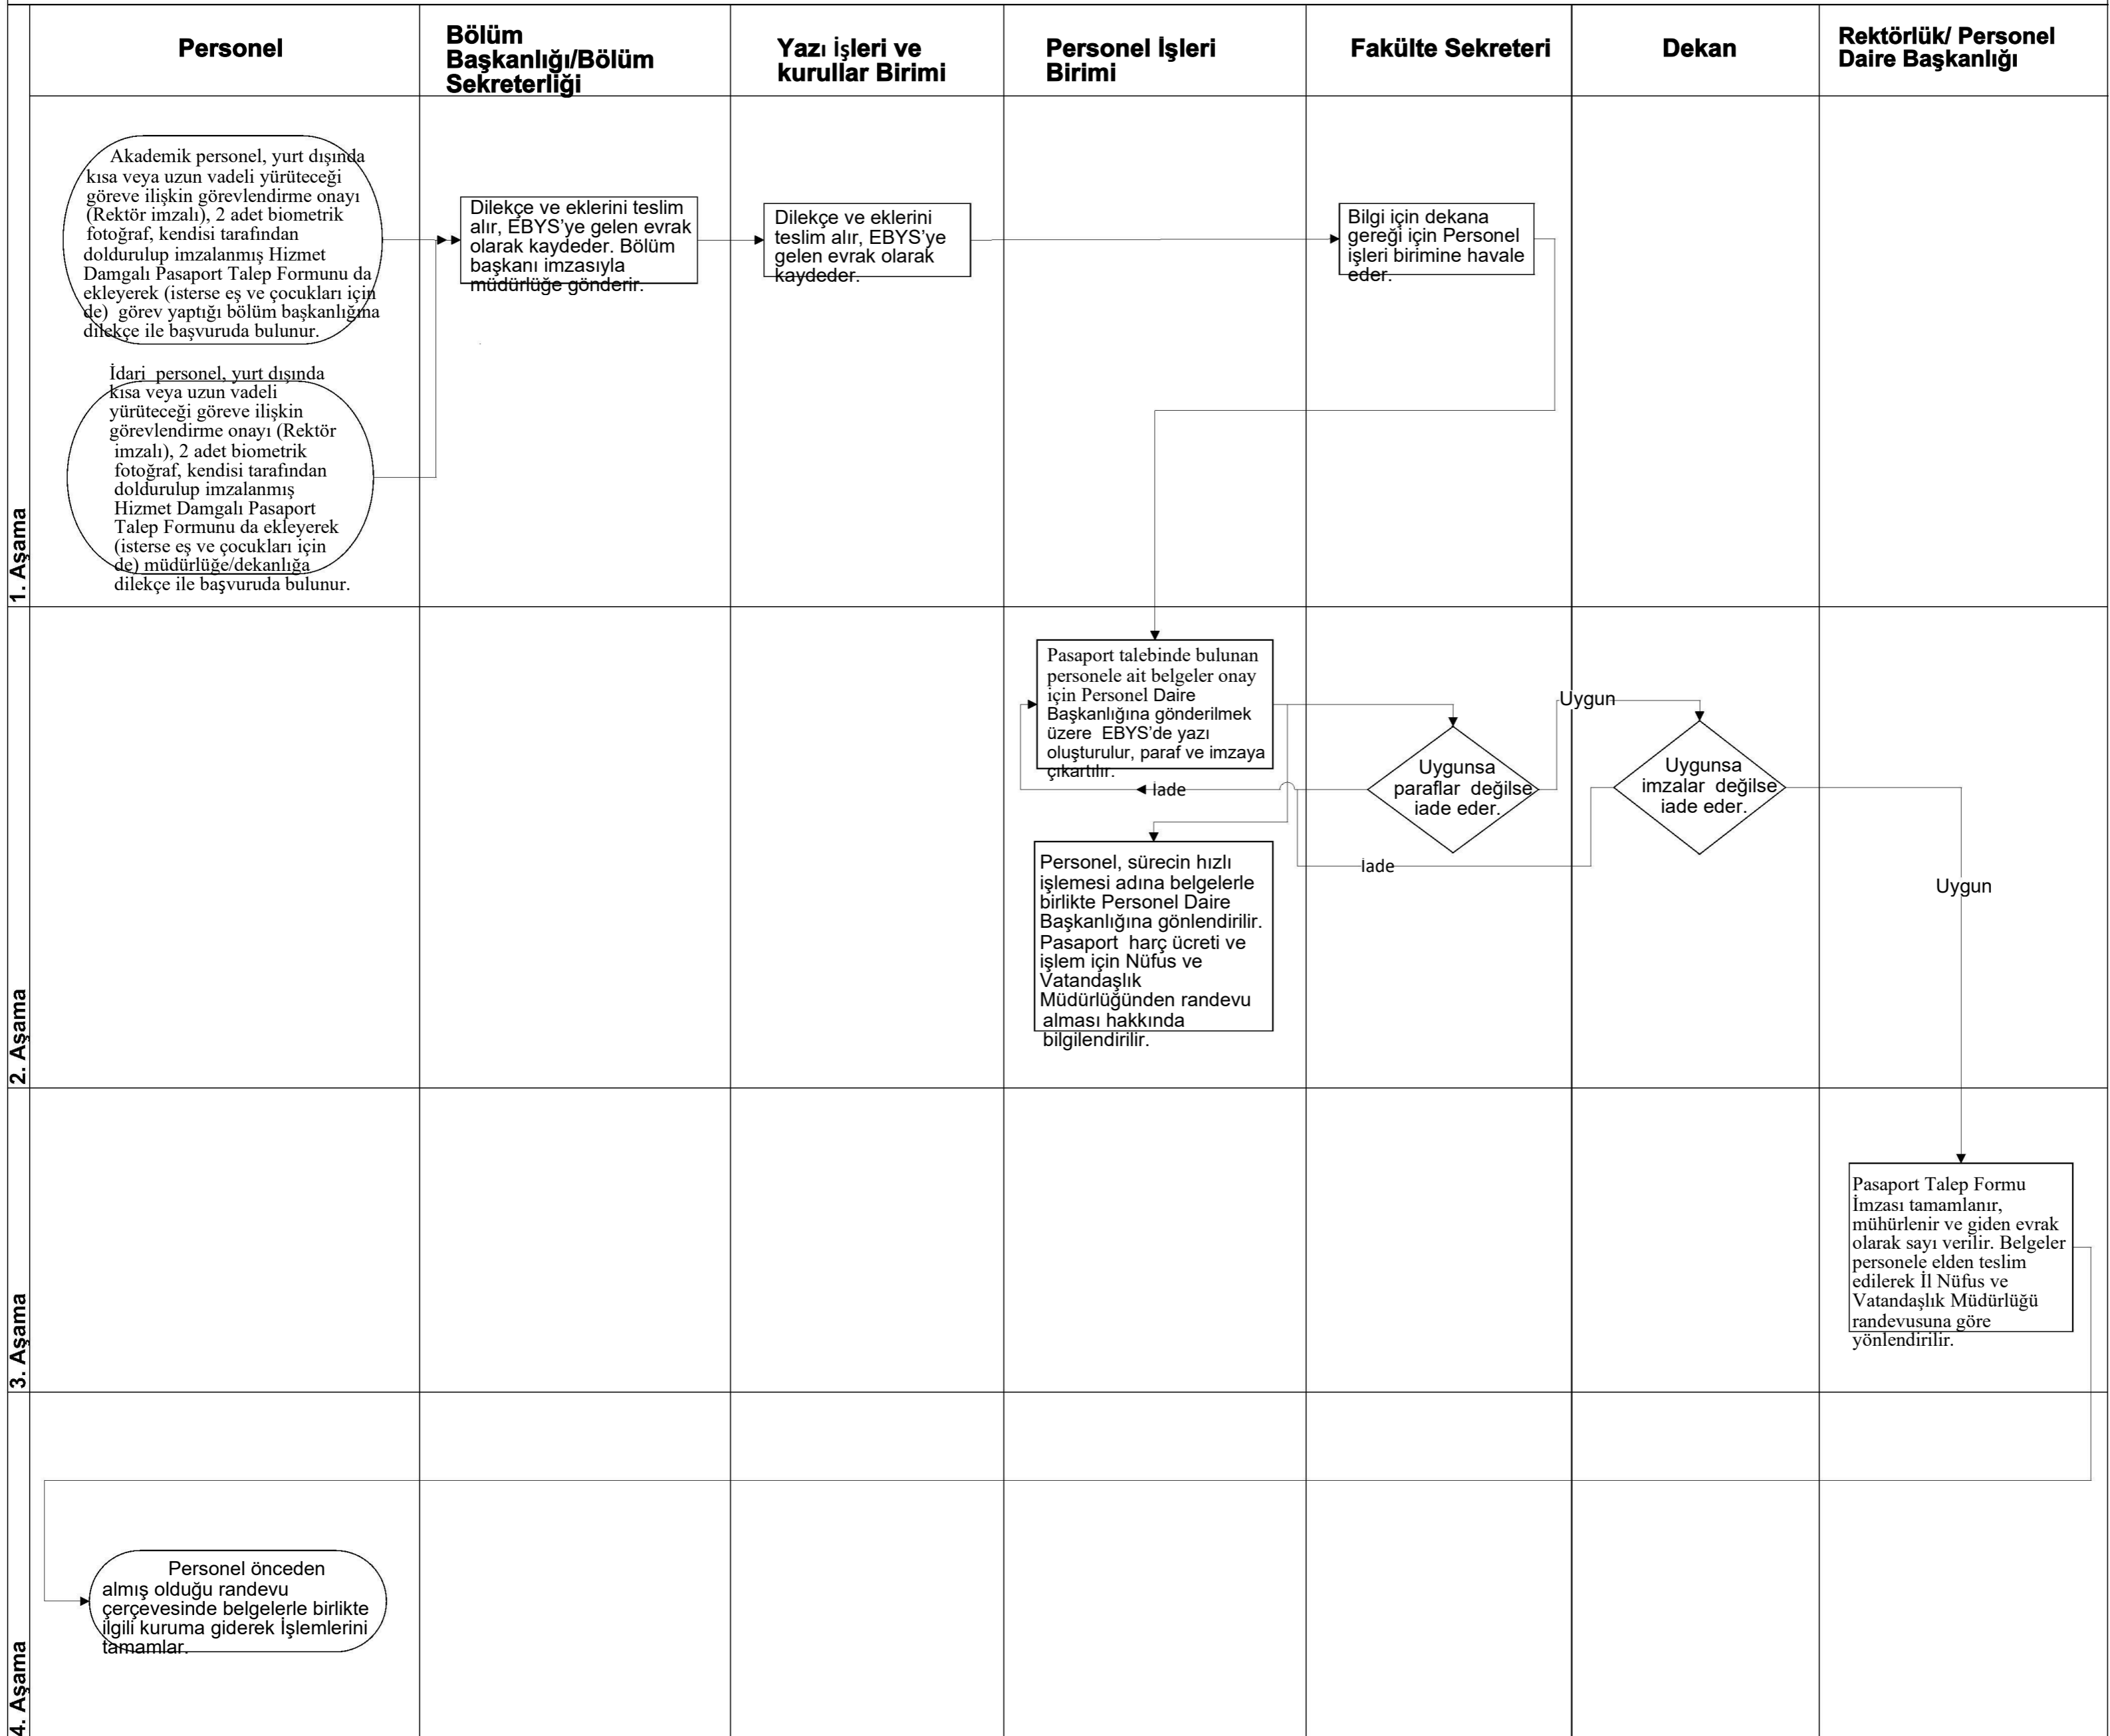 Personel
Bölüm
Başkanlığı/Bölüm
Sekreterliği
Yazı işleri ve
kurullar Birimi
Personel İşleri
Birimi
Fakülte Sekreteri
Dekan
Rektörlük/ Personel
Daire Başkanlığı
1. Aşama
Akademik personel, yurt dışında
kısa veya uzun vadeli yürüteceği
göreve ilişkin görevlendirme onayı
(Rektör imzalı), 2 adet biometrik
fotoğraf, kendisi tarafından
doldurulup imzalanmış Hizmet
Damgalı Pasaport Talep Formunu da
ekleyerek (isterse eş ve çocukları için
de) görev yaptığı bölüm başkanlığına
dilekçe ile başvuruda bulunur.
İdari personel, yurt dışında
kısa veya uzun vadeli
yürüteceği göreve ilişkin
görevlendirme onayı (Rektör
imzalı), 2 adet biometrik
fotoğraf, kendisi tarafından
doldurulup imzalanmış
Hizmet Damgalı Pasaport
Talep Formunu da ekleyerek
(isterse eş ve çocukları için
de) müdürlüğe/dekanlığa
dilekçe ile başvuruda bulunur.
Dilekçe ve eklerini teslim
alır, EBYS’ye gelen evrak
olarak kaydeder. Bölüm
başkanı imzasıyla
müdürlüğe gönderir.
Dilekçe ve eklerini
teslim alır, EBYS’ye
gelen evrak olarak
kaydeder.
Bilgi için dekana
gereği için Personel
işleri birimine havale
eder.
2. Aşama
Pasaport talebinde bulunan
personele ait belgeler onay
için Personel Daire
Başkanlığına gönderilmek
üzere EBYS’de yazı
oluşturulur, paraf ve imzaya
çıkartılır.
İade
Uygunsa
paraflar değilse
iade eder.
Uygun
Uygunsa
imzalar değilse
iade eder.
İade
Uygun
Personel, sürecin hızlı
işlemesi adına belgelerle
birlikte Personel Daire
Başkanlığına gönlendirilir.
Pasaport harç ücreti ve
işlem için Nüfus ve
Vatandaşlık
Müdürlüğünden randevu
alması hakkında
bilgilendirilir.
3. Aşama
Pasaport Talep Formu
İmzası tamamlanır,
mühürlenir ve giden evrak
olarak sayı verilir. Belgeler
personele elden teslim
edilerek İl Nüfus ve
Vatandaşlık Müdürlüğü
randevusuna göre
yönlendirilir.
4. Aşama
Personel önceden
almış olduğu randevu
çerçevesinde belgelerle birlikte
ilgili kuruma giderek İşlemlerini
tamamlar.